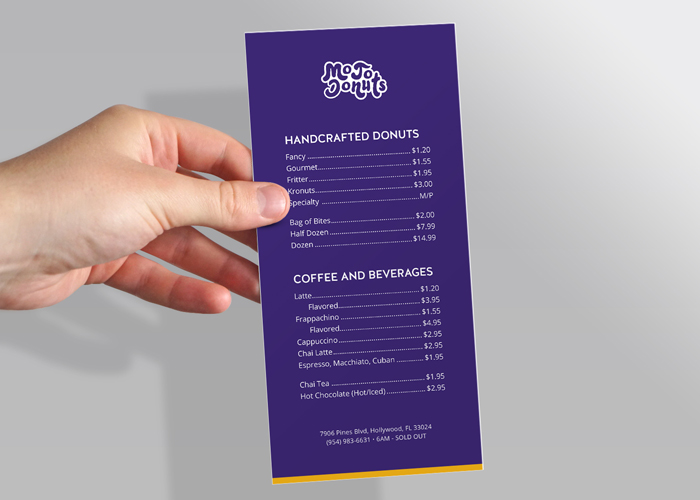 MoJo
Donuts
HANDCRAFTED DONUTS
Fancy ........ $1.20
Gourmet........ $1.55
Fritter........ $1.95
Kronuts........ $3.00
Specialty ........ M/P
Bag of Bites........ $2.00
Half Dozen ........ $7.99
Dozen ........ $14.99
COFFEE AND BEVERAGES
Latte........ $1.20
Flavored........ $3.95
Frappachino ........ $1.55
Flavored........ $4.95
Cappuccino ........ $2.95
Chai Latte........ $2.95
Espresso, Macchiato, Cuban ........ $1.95
Chai Tea ........ $1.95
Hot Chocolate (Hot/Iced) ........ $2.95
7906 Pines Blvd, Hollywood, FL 33024
(954) 983-6631 • 6AM - SOLD OUT